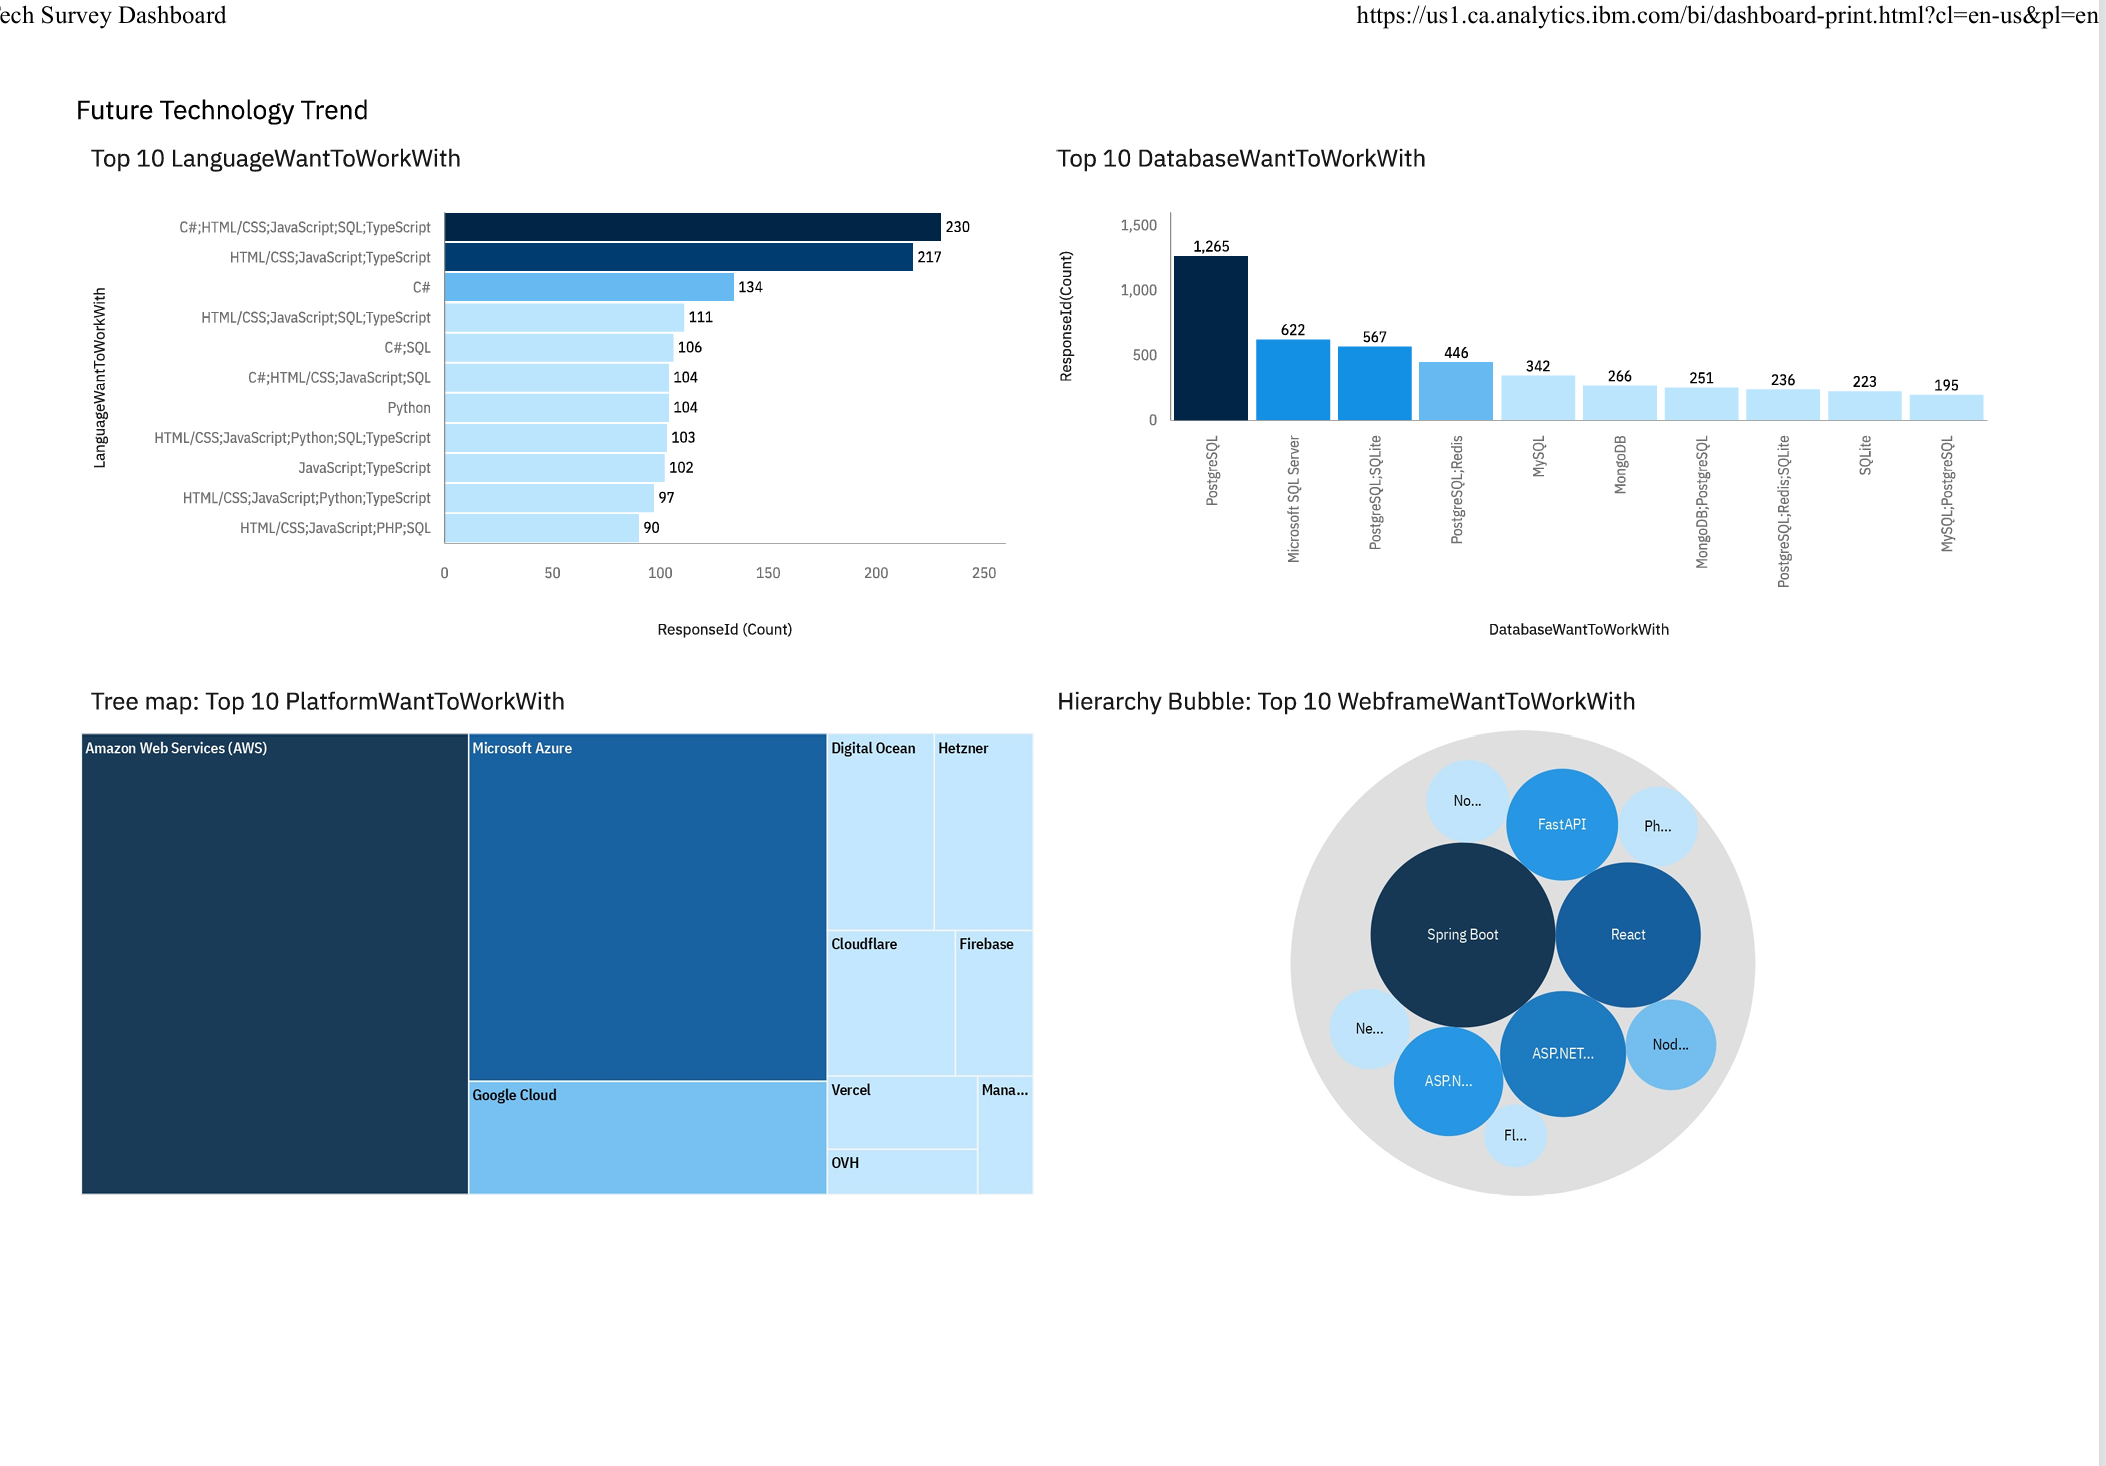 ech Survey Dashboard
https://us1.ca.analytics.ibm.com/bi/dashboard-print.html?cl=en-us&pl=en
Future Technology Trend
Top 10 LanguageWantToWorkWith
LanguageWantToWorkWith
C#;HTML/CSS;JavaScript;SQL;TypeScript 230
HTML/CSS;JavaScript;TypeScript 217
C# 134
HTML/CSS;JavaScript;SQL;TypeScript 111
C#;SQL 106
C#;HTML/CSS;JavaScript;SQL 104
Python 104
HTML/CSS;JavaScript;Python;SQL;TypeScript 103
JavaScript;TypeScript 102
HTML/CSS;JavaScript;Python;TypeScript 97
HTML/CSS;JavaScript;PHP;SQL 90
0 50 100 150 200 250
ResponseId (Count)
Top 10 DatabaseWantToWorkWith
ResponseId(Count)
1,500
1,000
500
0
1,265
622
567
446
342
266
251
236
223
195
PostgreSQL
Microsoft SQL Server
PostgreSQL;SQLite
PostgreSQL;Redis
MySQL
MongoDB
MongoDB;PostgreSQL
PostgreSQL;Redis;SQLite
SQLite
MySQL;PostgreSQL
DatabaseWantToWorkWith
Tree map: Top 10 PlatformWantToWorkWith
Amazon Web Services (AWS)
Microsoft Azure
Google Cloud
Digital Ocean
Hetzner
Cloudflare
Firebase
Vercel
Mana...
OVH
Hierarchy Bubble: Top 10 WebframeWantToWorkWith
No...
FastAPI
Ph...
Spring Boot
React
Ne...
ASP.N...
ASP.NET...
Nod...
Fl...